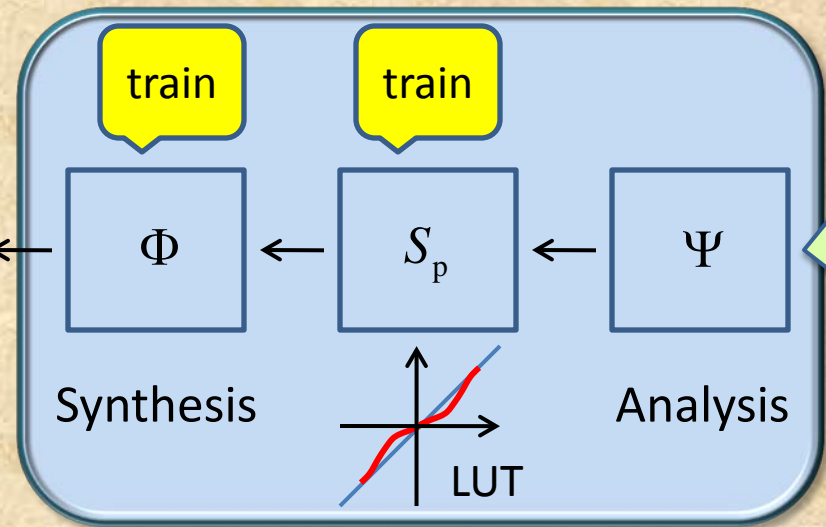 train
train
Φ
Sp
Ψ
Synthesis
Analysis
LUT